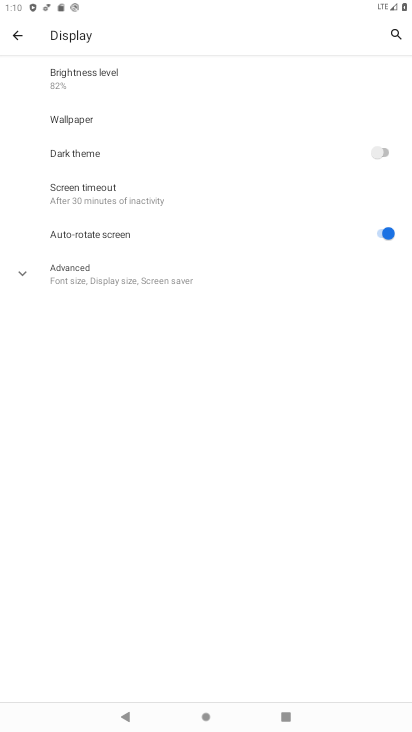 1:10
LTE
Display
Brightness level
82%
Wallpaper
Dark theme
Screen timeout
After 30 minutes of inactivity
Auto-rotate screen
Advanced
Font size, Display size, Screen saver